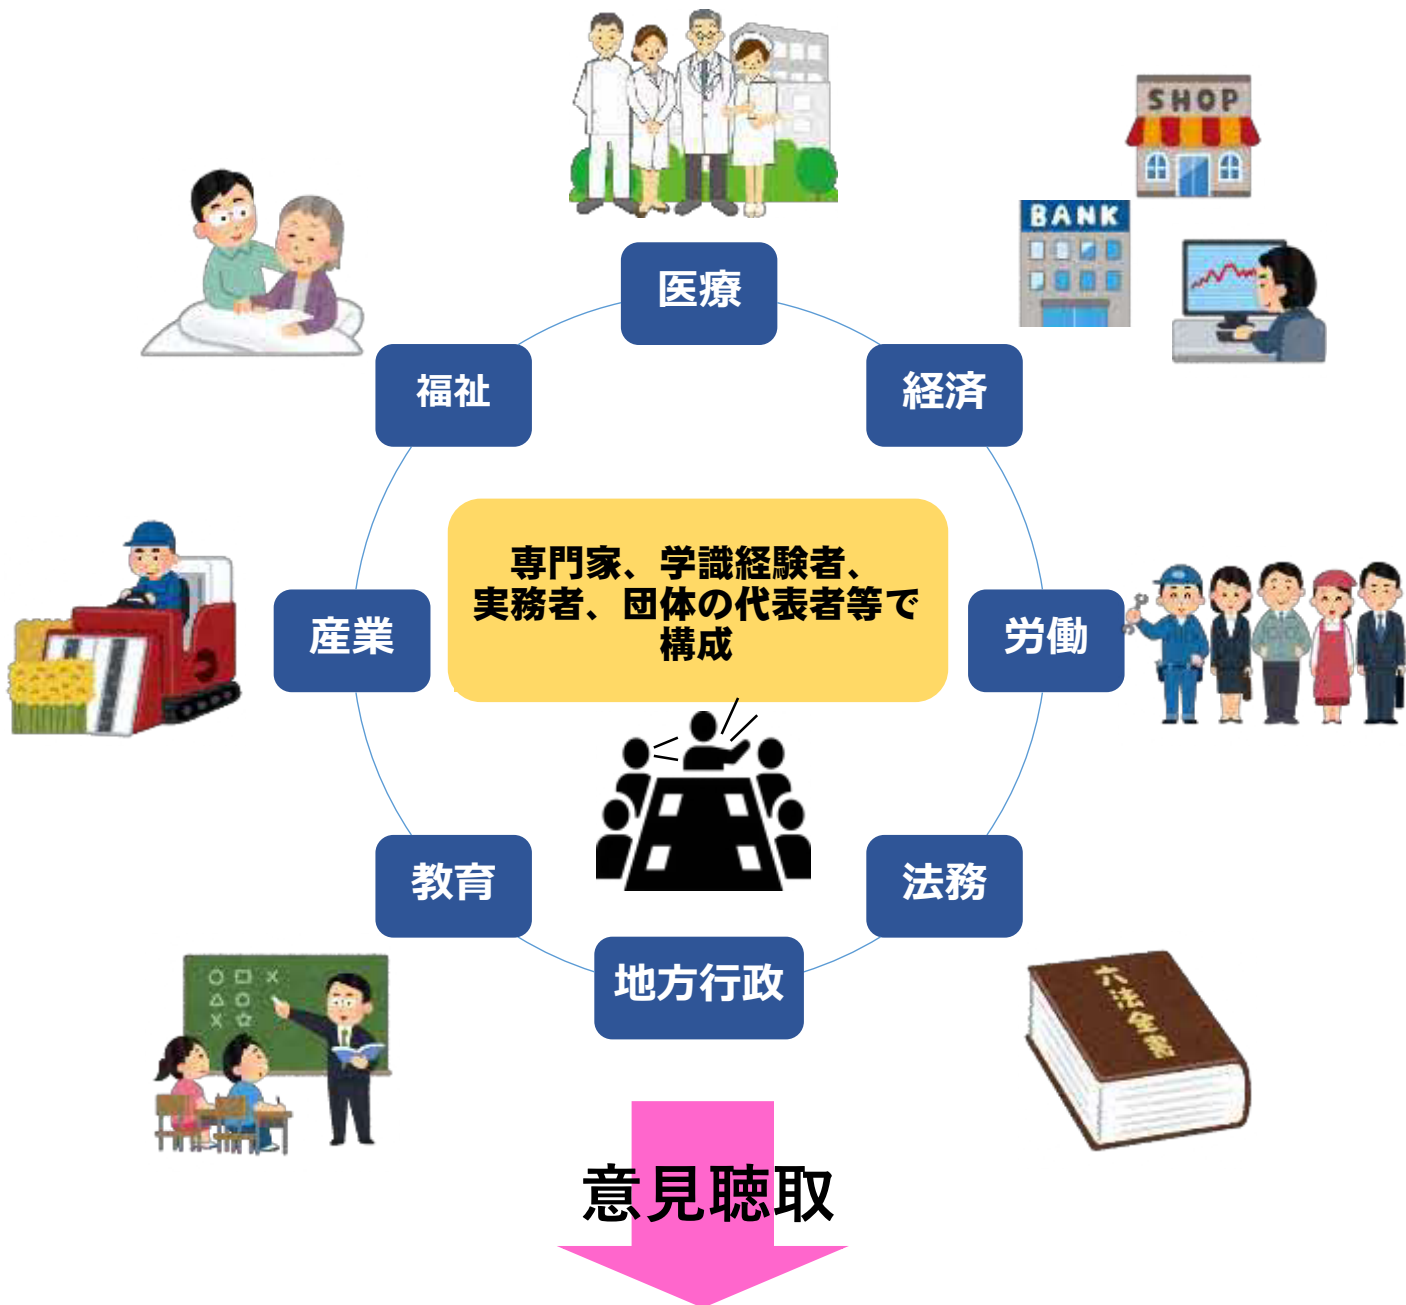 医療
SHOP
BANK
福祉
経済
専門家、学識経験者、
実務者、団体の代表者等で
構成
産業
労働
教育
法務
地方行政
六法全書
意見聴取